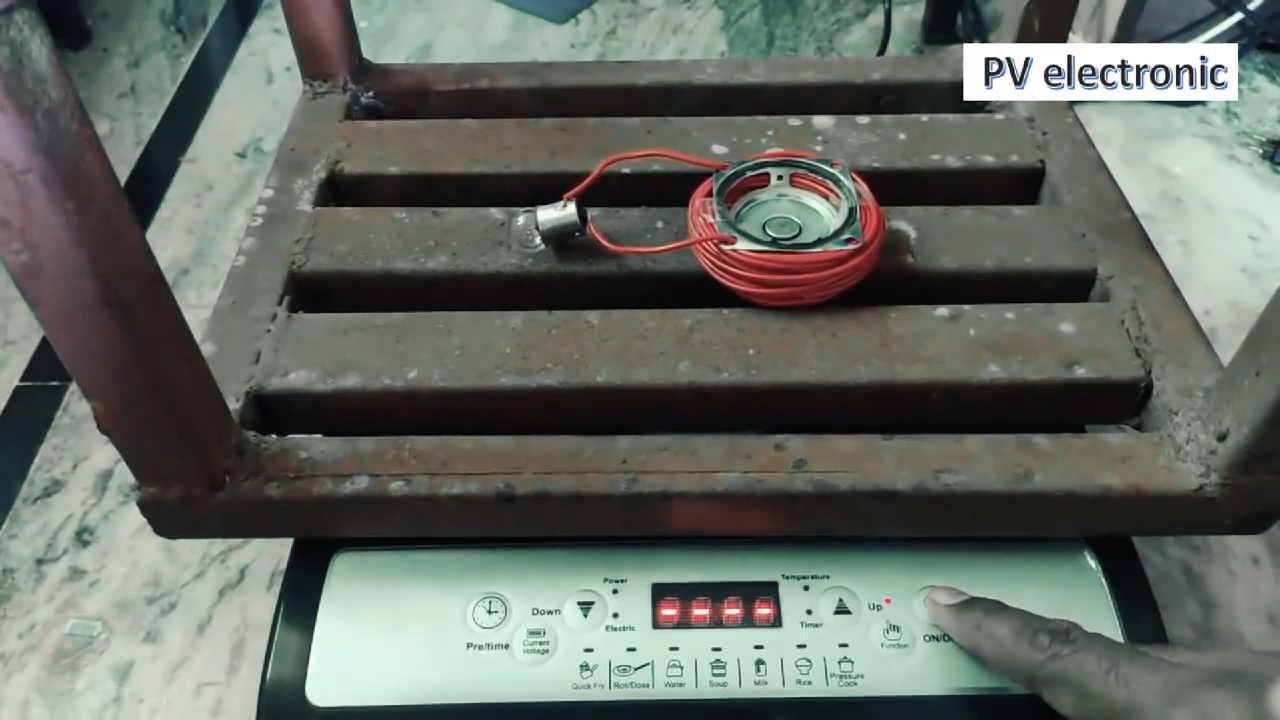 PV electronic
Power
Temperature
Down
Up
Electric
Timer
Pre/time
Current
Voltage
Function
Quick Fry
Roti/Dosa
Water
Soup
Milk
Rice
Pressure
Cook